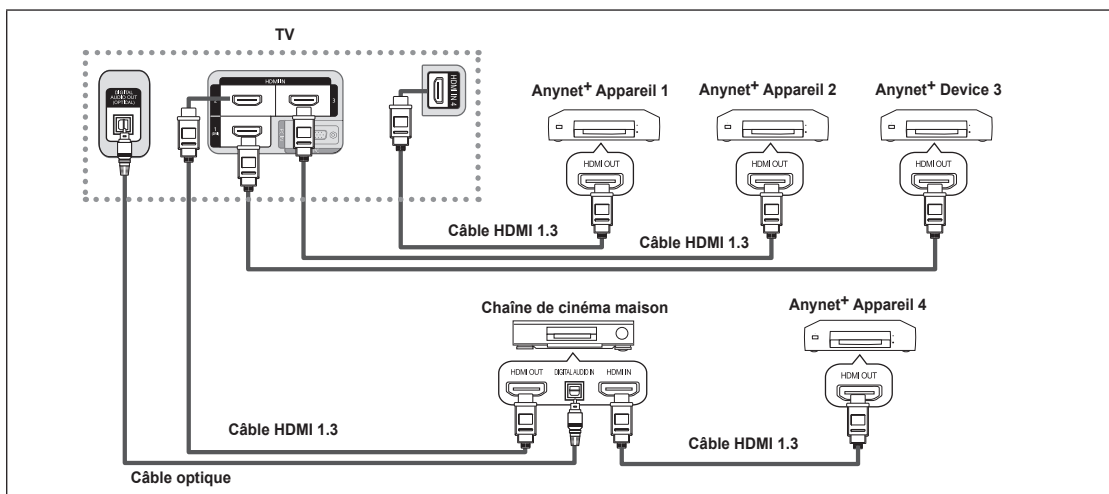 TV
DIGITAL
AUDIO OUT
(OPTICAL)
HDMI IN
2
3
1
HDMI IN 4
Anynet+ Appareil 1
Anynet+ Appareil 2
Anynet+ Device 3
HDMI OUT
HDMI OUT
HDMI OUT
Câble HDMI 1.3
Câble HDMI 1.3
Chaîne de cinéma maison
Anynet+ Appareil 4
HDMI OUT
DIGITAL AUDIO IN
HDMI IN
HDMI OUT
Câble HDMI 1.3
Câble HDMI 1.3
Câble optique